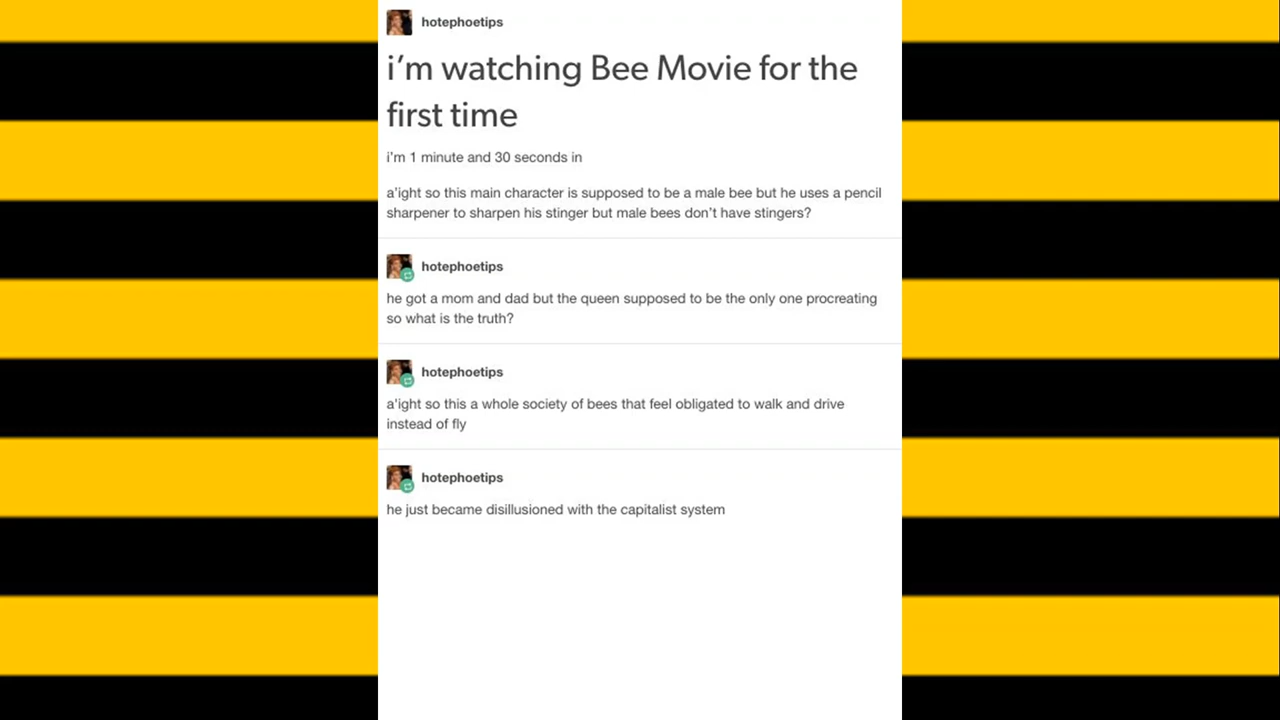 hotephoetips
i’m watching Bee Movie for the
first time
i’m 1 minute and 30 seconds in
a’ight so this main character is supposed to be a male bee but he uses a pencil
sharpener to sharpen his stinger but male bees don’t have stingers?
hotephoetips
he got a mom and dad but the queen supposed to be the only one procreating
so what is the truth?
hotephoetips
a’ight so this a whole society of bees that feel obligated to walk and drive
instead of fly
hotephoetips
he just became disillusioned with the capitalist system